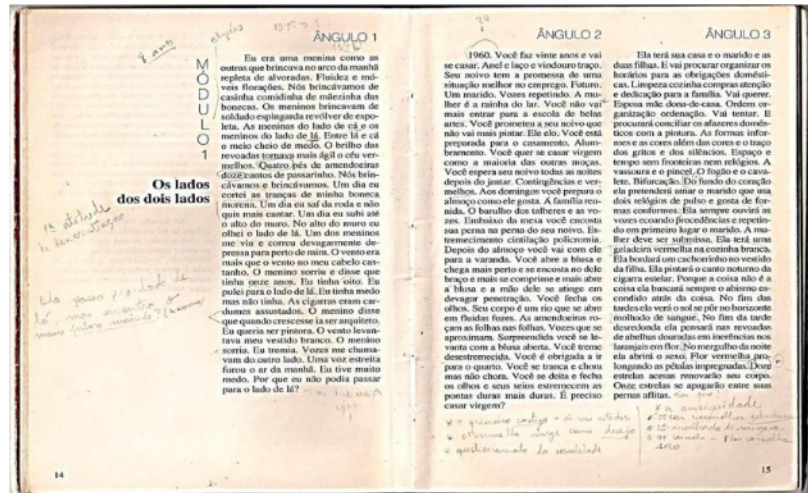 ÂNGULO 1
MÓDULO 1
Os lados
dos dois lados
Eu era uma menina como as
outras que brincava no arco da manhã
repleta de alvoradas. Fluidez e mó-
veis florações. Nós brincávamos de
casinha comidinha de mãezinha das
bonecas. Os meninos brincavam de
soldado espingarda revólver de espo-
leta. As meninas do lado de cá e os
meninos do lado de lá. Entre lá e cá
o meio cheio de medo. O brilho das
revoadas tornava mais ágil o céu ver-
melho. Quatro pés de amendoeiras
doze cantos de passarinho. Nós brin-
cávamos e brincávamos. Um dia eu
cortei as tranças de minha boneca
morena. Um dia eu saí da roda e não
quis mais cantar. Um dia eu subi até
o alto do muro. No alto do muro eu
olhei o lado de lá. Um dos meninos
me viu e correu devagarmente de-
pressa para perto de mim. O vento era
mais que o vento no meu cabelo cas-
tanho. O menino sorriu e disse que
tinha onze anos. Eu tinha oito. Eu
pulei para o lado de lá. Eu tinha medo
mas não tinha. As cigarras eram car-
dumes assustados. O menino disse
que quando crescesse ia ser arquiteto.
Eu queria ser pintora. O vento levan-
tava meu vestido branco. O menino
sorria. Eu tremia. Vozes me chama-
vam do outro lado. Uma voz estreita
furou o ar da manhã. Eu tive muito
medo. Por que eu não podia passar
para o lado de lá?
8 anos
14
20
ÂNGULO 2
1960. Você faz vinte anos e vai
se casar. Anel e laço e vindouro traço.
Seu noivo tem a promessa de uma
situação melhor no emprego. Futuro.
Um marido. Vozes repetindo. A mu-
lher é a rainha do lar. Você não vai
mais entrar para a escola de belas
artes. Você prometeu a seu noivo que
não vai mais pintar. Ele elo. Você está
preparada para o casamento. Alum-
bramento. Você quer se casar virgem
como a maioria das outras moças.
Você espera seu noivo todas as noites
depois do jantar. Contingências e ver-
melhos. Aos domingos você prepara o
almoço como ele gosta. A família reu-
nida. O barulho dos talheres e as vo-
zes. Embaixo da mesa você encosta
sua perna na perna do seu noivo. Es-
tremecimento cintilação policromia.
Depois do almoço você vai com ele
para a varanda. Você abre a blusa e
chega mais perto e se encosta no dele
braço e mais se comprime e mais abre
a blusa e a mão dele se atinge em
devagar penetração. Você fecha os
olhos. Seu corpo é um rio que se abre
em fluidas fozes. As amendoeiras ro-
çam as folhas nas folhas. Vozes que se
aproximam. Surpreendida você se le-
vanta com a blusa aberta. Você treme
desestremecida. Você é obrigada a ir
para o quarto. Você se tranca e chora
mas não chora. Você se deita e fecha
os olhos e seus seios estremecem as
pontas duras mais duras. É preciso
casar virgem?
ÂNGULO 3
Ela terá sua casa e o marido e as
duas filhas. E vai procurar organizar os
horários para as obrigações domésti-
cas. Limpeza cozinha compras atenção
e dedicação para a família. Vai querer.
Esposa mãe dona-de-casa. Ordem or-
ganização ordenação. Vai tentar. E
procurará conciliar os afazeres domés-
ticos com a pintura. As formas infor-
mes e as cores além das cores e o traço
dos gritos e dos silêncios. Espaço e
tempo sem fronteiras nem relógios. A
vassoura e o pincel. O fogão e o cava-
lete. Bifurcação. Do fundo do coração
ela pretenderá amar o marido que usa
dois relógios de pulso e gosta de for-
mas conformes. Ela sempre ouvirá as
vozes ecoando procedências e repetin-
do em primeiro lugar o marido. A mu-
lher deve ser submissa. Ela terá uma
geladeira vermelha na cozinha branca.
Ela bordará um cachorrinho no vestido
da filha. Ela pintará o canto noturno da
cigarra estelar. Porque a coisa não é a
coisa ela buscará sempre o abismo es-
condido atrás da coisa. No fim das
tardes ela verá o sol se pôr no horizonte
molhado de sangue. No fim da tarde
desredonda ela pensará nas revoadas
de abelhas douradas em inerências nos
laranjais em flor. No mergulho da noite
ela abrirá o sexo. Flor vermelha pro-
longando as pétalas impregnadas. Doze
estrelas acesas renovarão seu corpo.
Onze estrelas se apagarão entre suas
pernas aflitas.
15